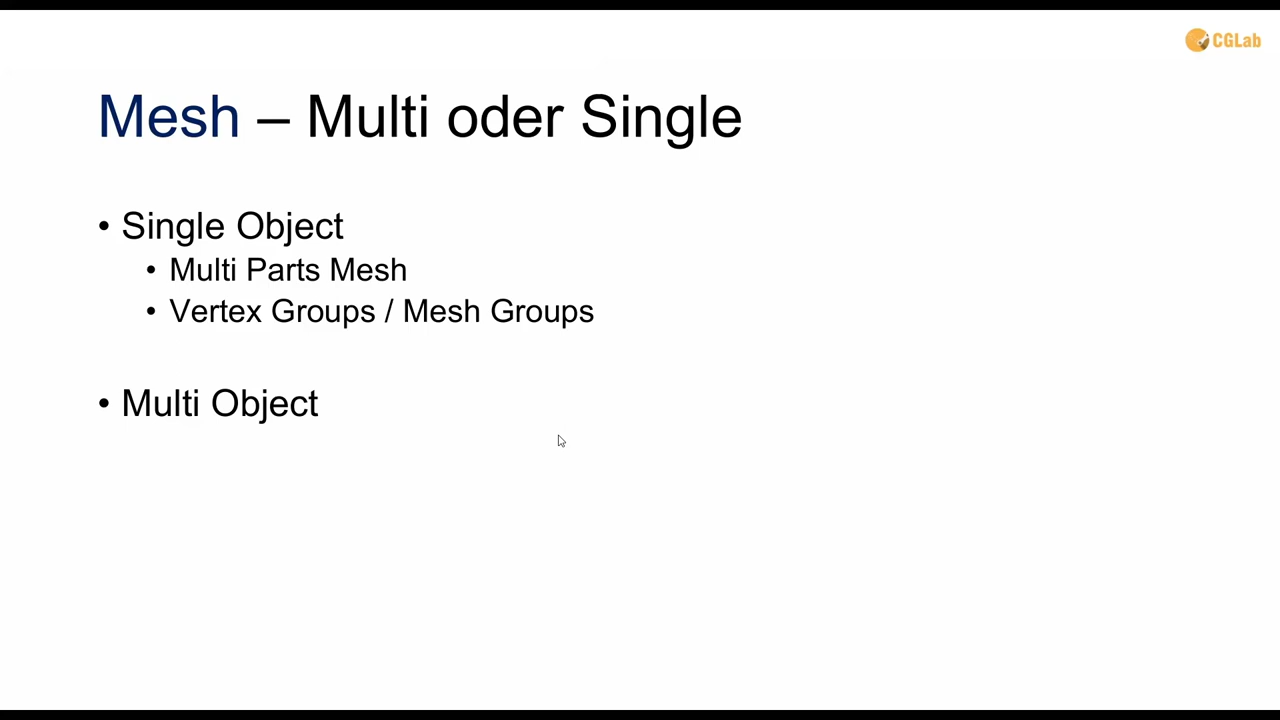 CGLab
Mesh – Multi oder Single
• Single Object
• Multi Parts Mesh
• Vertex Groups / Mesh Groups
• Multi Object